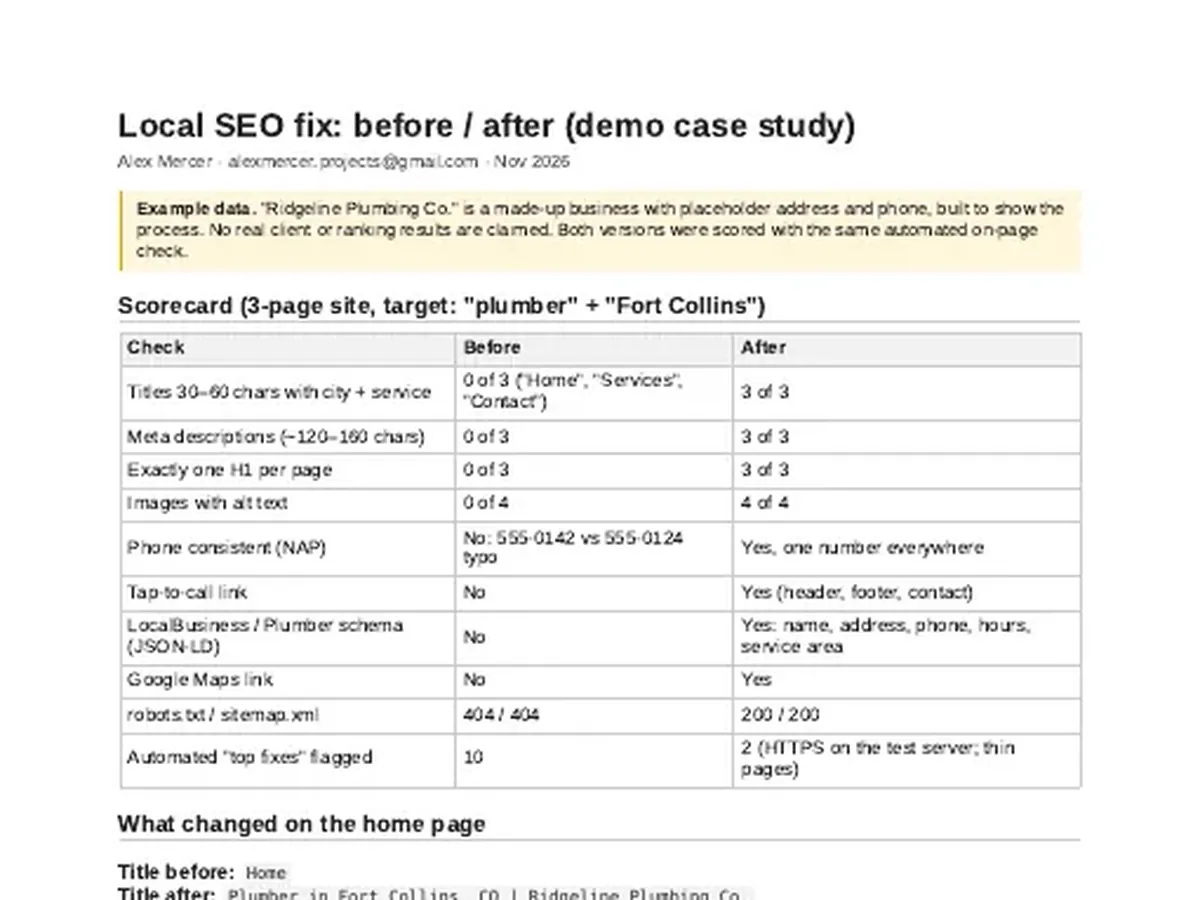 Local SEO fix: before / after (demo case study)
Alex Mercer · alexmercer.projects@gmail.com · Nov 2026
Example data. "Ridgeline Plumbing Co." is a made-up business with placeholder address and phone, built to show the
process. No real client or ranking results are claimed. Both versions were scored with the same automated on-page
check.
Scorecard (3-page site, target: "plumber" + "Fort Collins")
Check Before After
Titles 30–60 chars with city + service 0 of 3 ("Home", "Services", "Contact") 3 of 3
Meta descriptions (~120–160 chars) 0 of 3 3 of 3
Exactly one H1 per page 0 of 3 3 of 3
Images with alt text 0 of 4 4 of 4
Phone consistent (NAP) No: 555-0142 vs 555-0124 typo Yes, one number everywhere
Tap-to-call link No Yes (header, footer, contact)
LocalBusiness / Plumber schema (JSON-LD) No Yes: name, address, phone, hours, service area
Google Maps link No Yes
robots.txt / sitemap.xml 404 / 404 200 / 200
Automated "top fixes" flagged 10 2 (HTTPS on the test server; thin pages)
What changed on the home page
Title before: Home
Title after: Plumber in Fort Collins, CO | Ridgeline Plumbing Co.